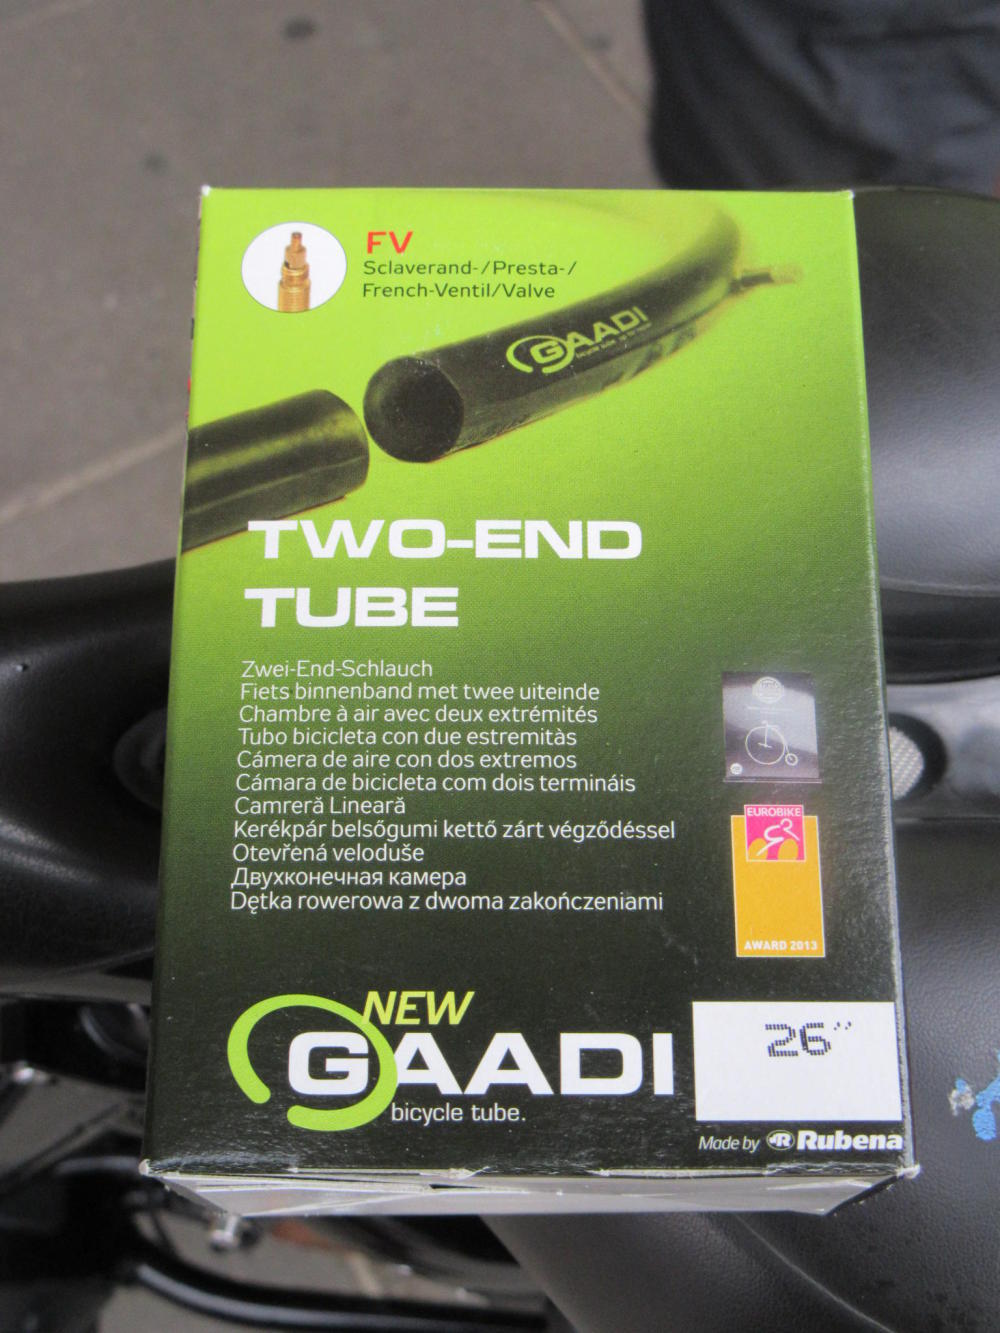 FV
Sclaverand-/Presta-/
French-Ventil/Valve
GAADI
TWO-END
TUBE
Zwei-End-Schlauch
Fiets binnenband met twee uiteinde
Chambre à air avec deux extrémités
Tubo bicicleta con due estremitàs
Cámera de aire con dos extremos
Cámara de bicicleta com dois termináis
Camreră Lineară
Kerékpár belsőgumi kettő zárt végződéssel
Otevřená veloduše
Двухконечная камера
Dętka rowerowa z dwoma zakończeniami
EUROBIKE
AWARD 2013
NEW
GAADI
bicycle tube.
26''
Made by Rubena